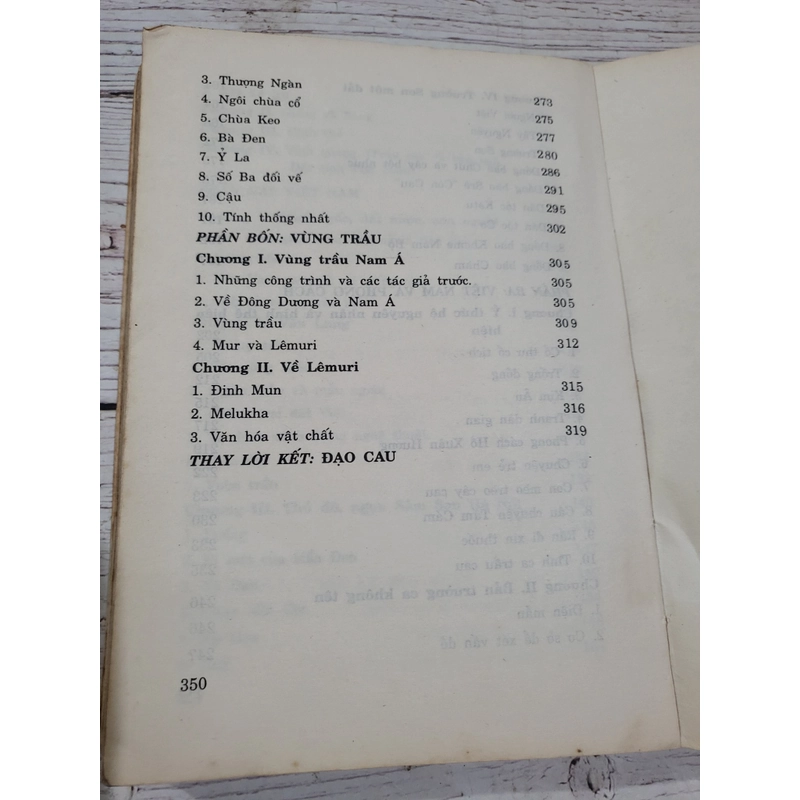 3. Thượng Ngàn
4. Ngôi chùa cổ 273
5. Chùa Keo 275
6. Bà Đen 277
7. Ỷ La 280
8. Số Ba đối vế 286
9. Cậu 291
10. Tính thống nhất 295
PHẦN BỐN: VÙNG TRẦU 302
Chương I. Vùng trầu Nam Á 305
1. Những công trình và các tác giả trước. 305
2. Về Đông Dương và Nam Á 305
3. Vùng trầu 309
4. Mur và Lêmuri 312
Chương II. Về Lêmuri
1. Đinh Mun 315
2. Melukha 316
3. Văn hóa vật chất 319
THAY LỜI KẾT: ĐẠO CAU
350